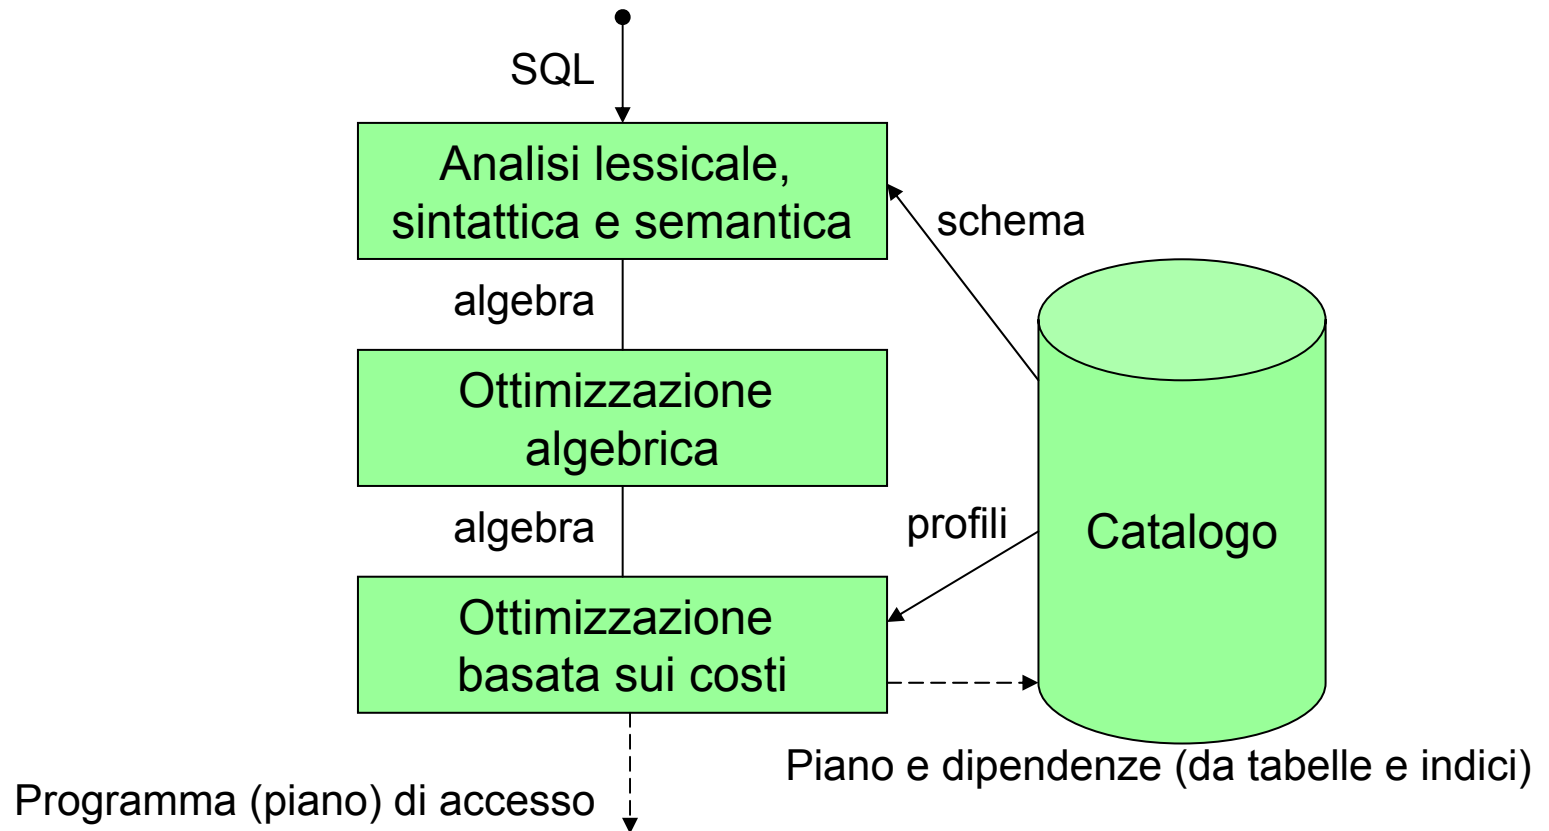 SQL
Analisi lessicale,
sintattica e semantica
schema
algebra
Ottimizzazione
algebrica
algebra
profili
Catalogo
Ottimizzazione
basata sui costi
Piano e dipendenze (da tabelle e indici)
Programma (piano) di accesso